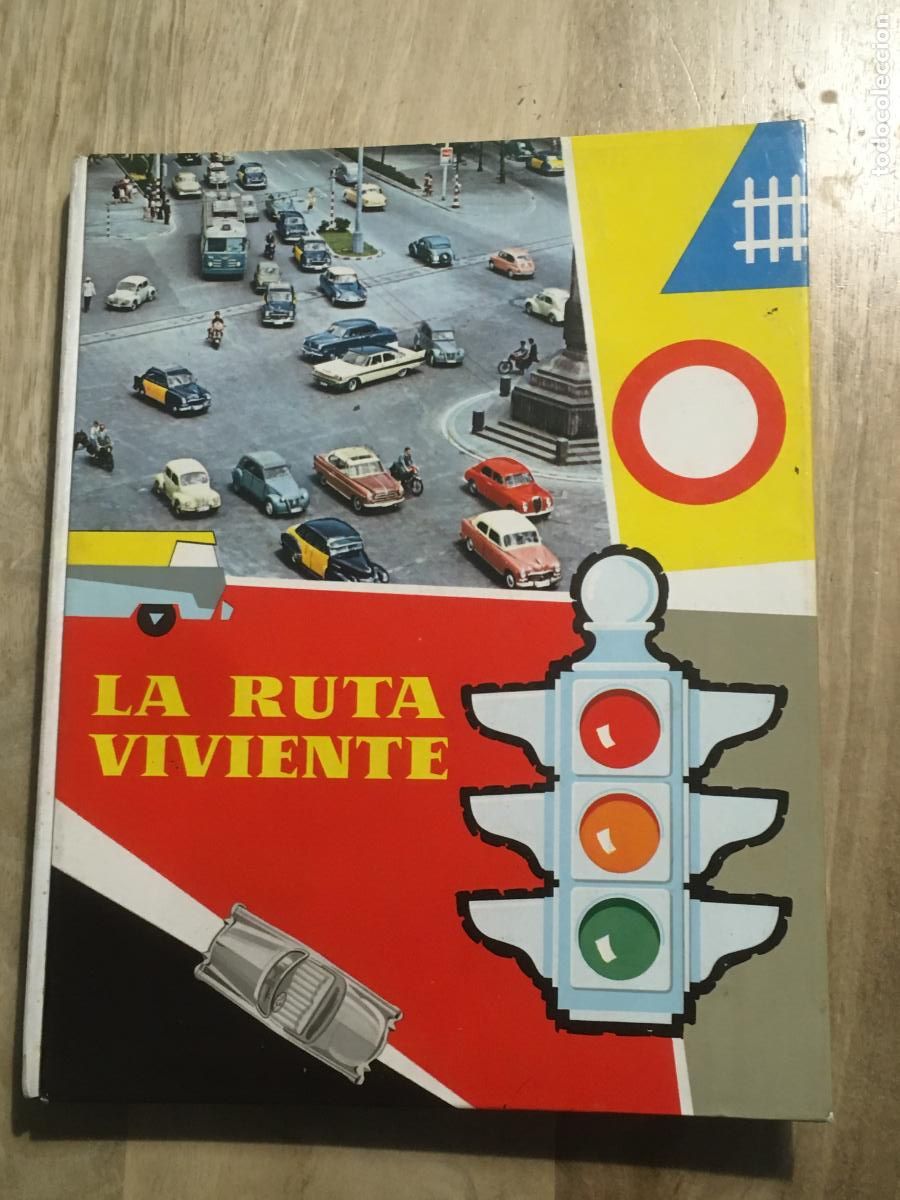 LA RUTA
VIVIENTE
todocoleccion